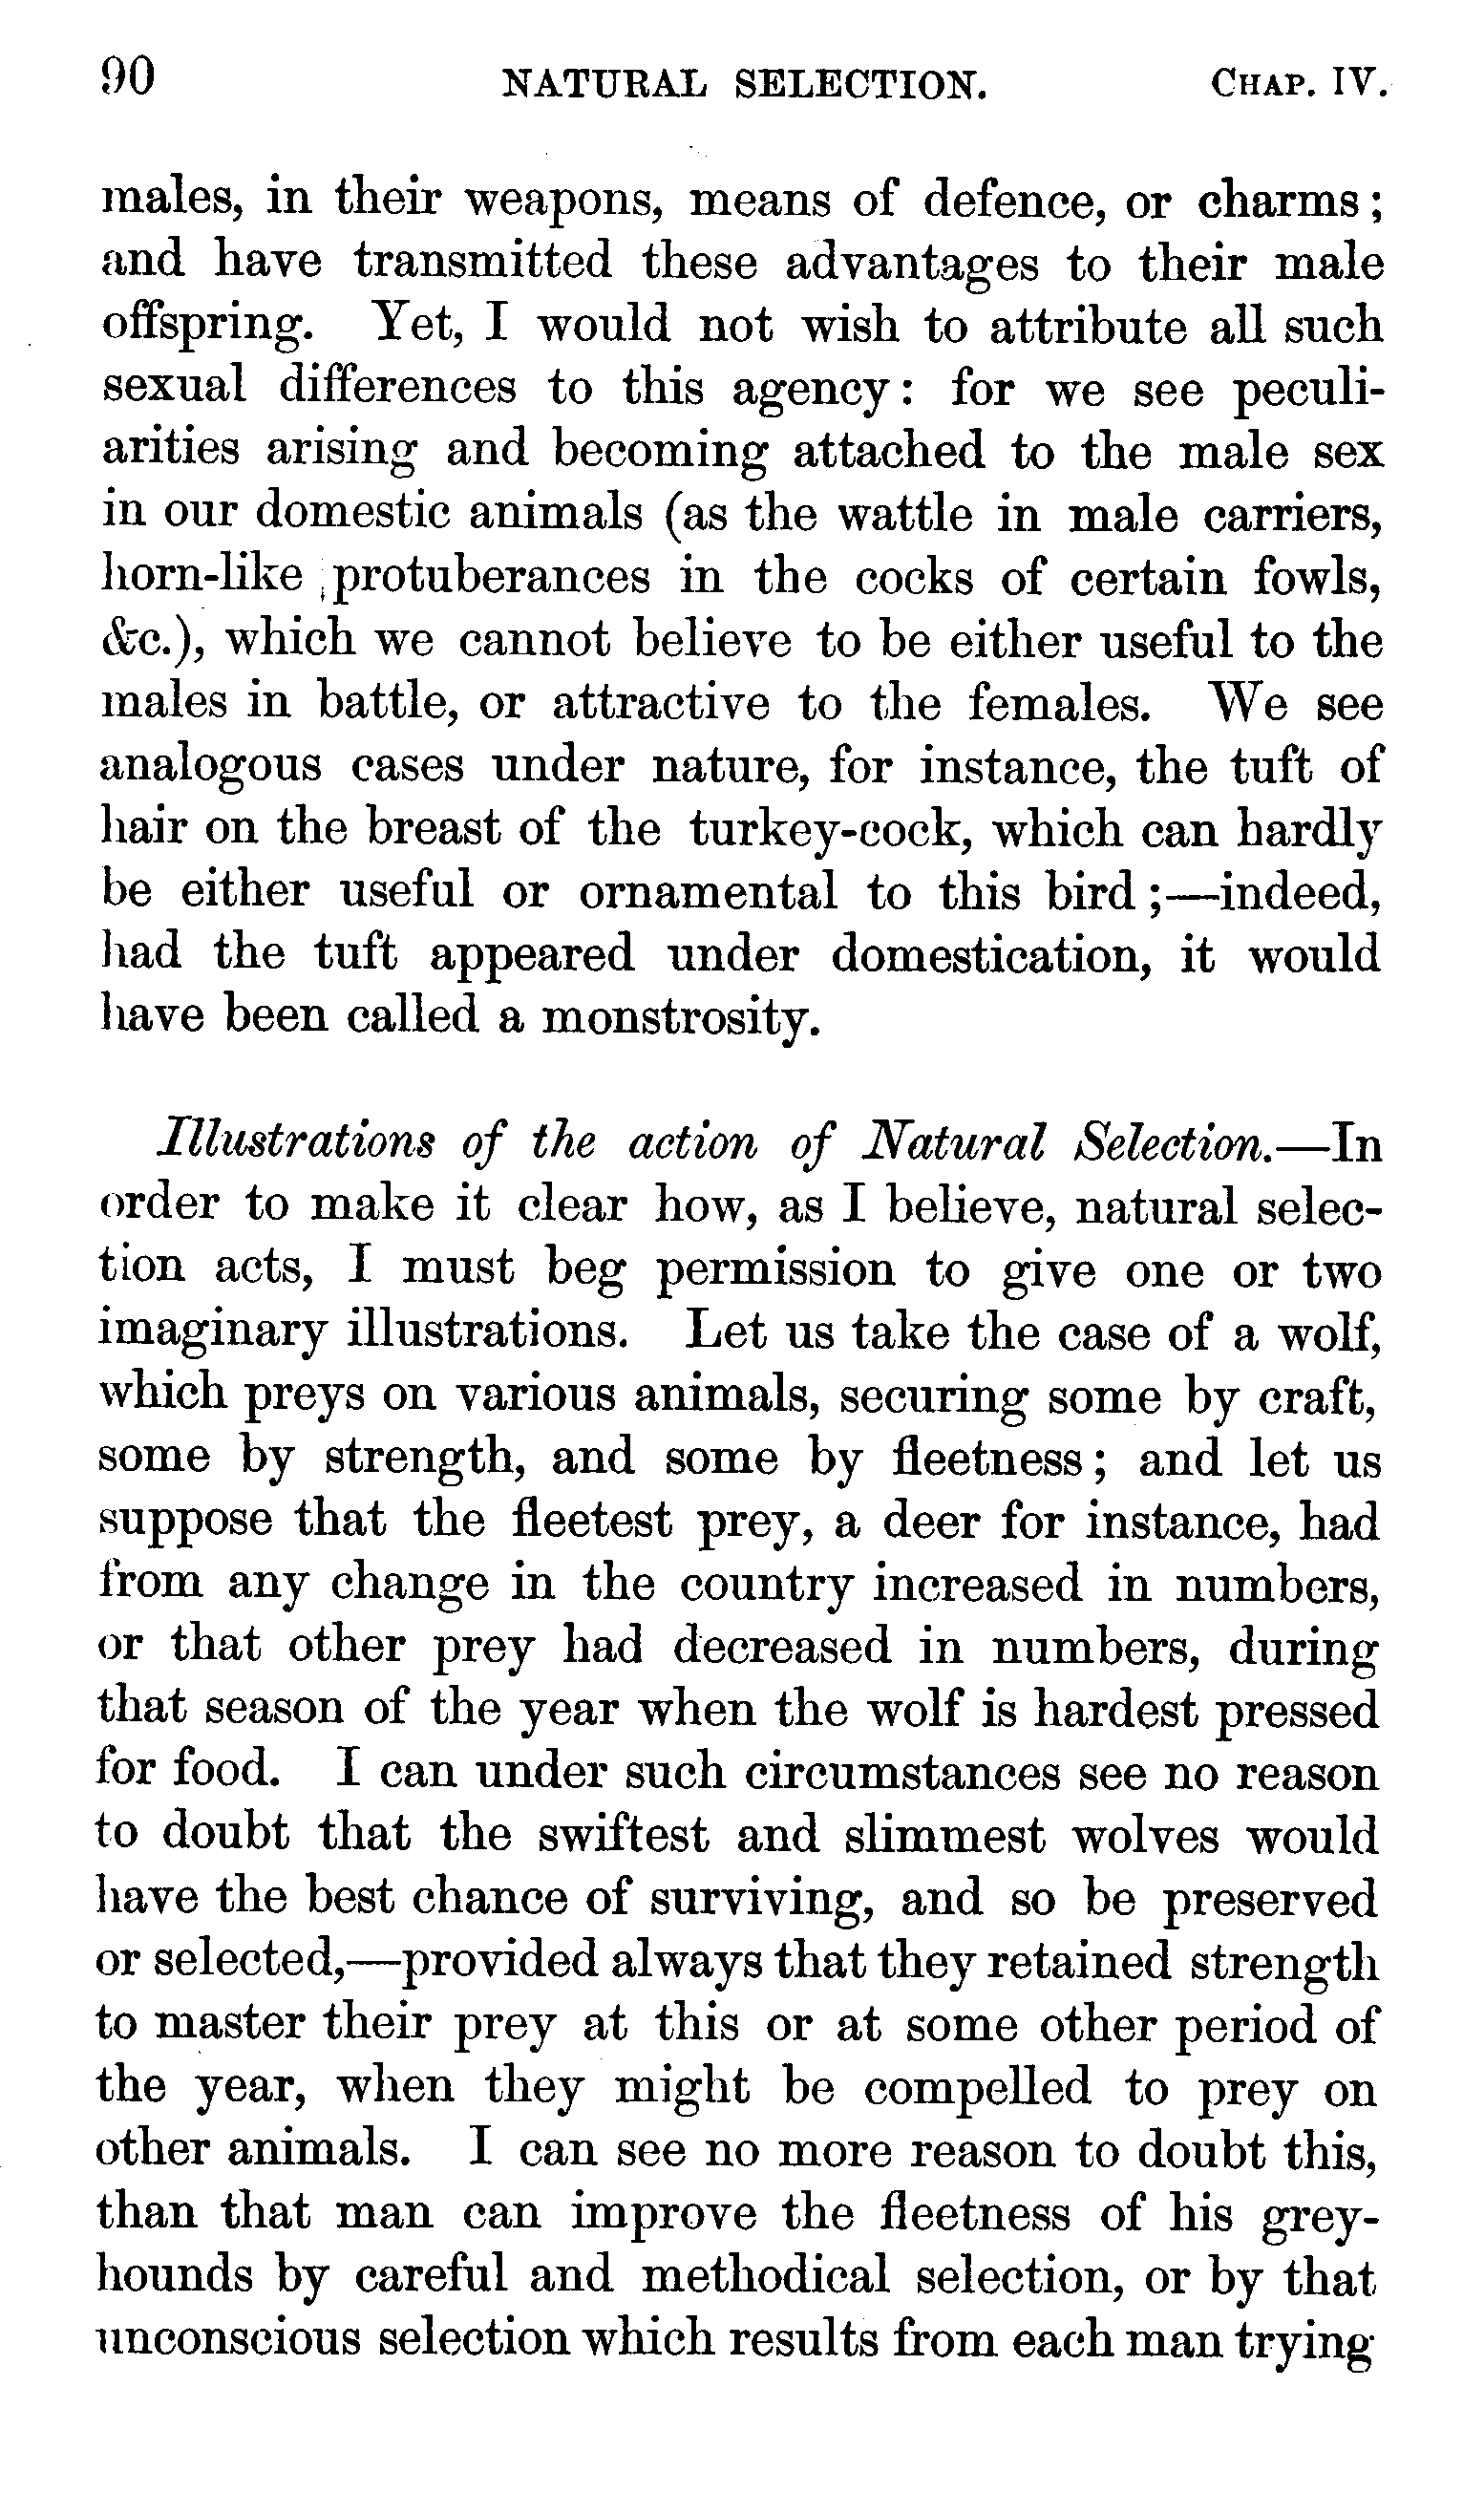 90 NATURAL SELECTION. CHAP. IV.
males, in their weapons, means of defence, or charms;
and have transmitted these advantages to their male
offspring. Yet, I would not wish to attribute all such
sexual differences to this agency: for we see peculi-
arities arising and becoming attached to the male sex
in our domestic animals (as the wattle in male carriers,
horn-like protuberances in the cocks of certain fowls,
&c.), which we cannot believe to be either useful to the
males in battle, or attractive to the females. We see
analogous cases under nature, for instance, the tuft of
hair on the breast of the turkey-cock, which can hardly
be either useful or ornamental to this bird;—indeed,
had the tuft appeared under domestication, it would
have been called a monstrosity.
Illustrations of the action of Natural Selection.—In
order to make it clear how, as I believe, natural selec-
tion acts, I must beg permission to give one or two
imaginary illustrations. Let us take the case of a wolf,
which preys on various animals, securing some by craft,
some by strength, and some by fleetness; and let us
suppose that the fleetest prey, a deer for instance, had
from any change in the country increased in numbers,
or that other prey had decreased in numbers, during
that season of the year when the wolf is hardest pressed
for food. I can under such circumstances see no reason
to doubt that the swiftest and slimmest wolves would
have the best chance of surviving, and so be preserved
or selected,—provided always that they retained strength
to master their prey at this or at some other period of
the year, when they might be compelled to prey on
other animals. I can see no more reason to doubt this,
than that man can improve the fleetness of his grey-
hounds by careful and methodical selection, or by that
unconscious selection which results from each man trying